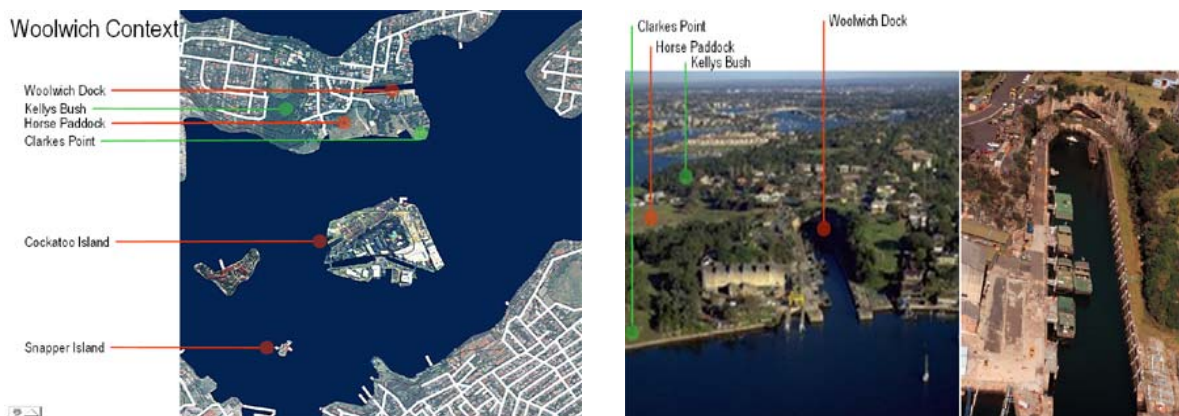 Woolwich Context
Woolwich Dock
Kellys Bush
Horse Paddock
Clarkes Point
Cockatoo Island
Snapper Island
Woolwich Dock
Clarkes Point
Horse Paddock
Kellys Bush